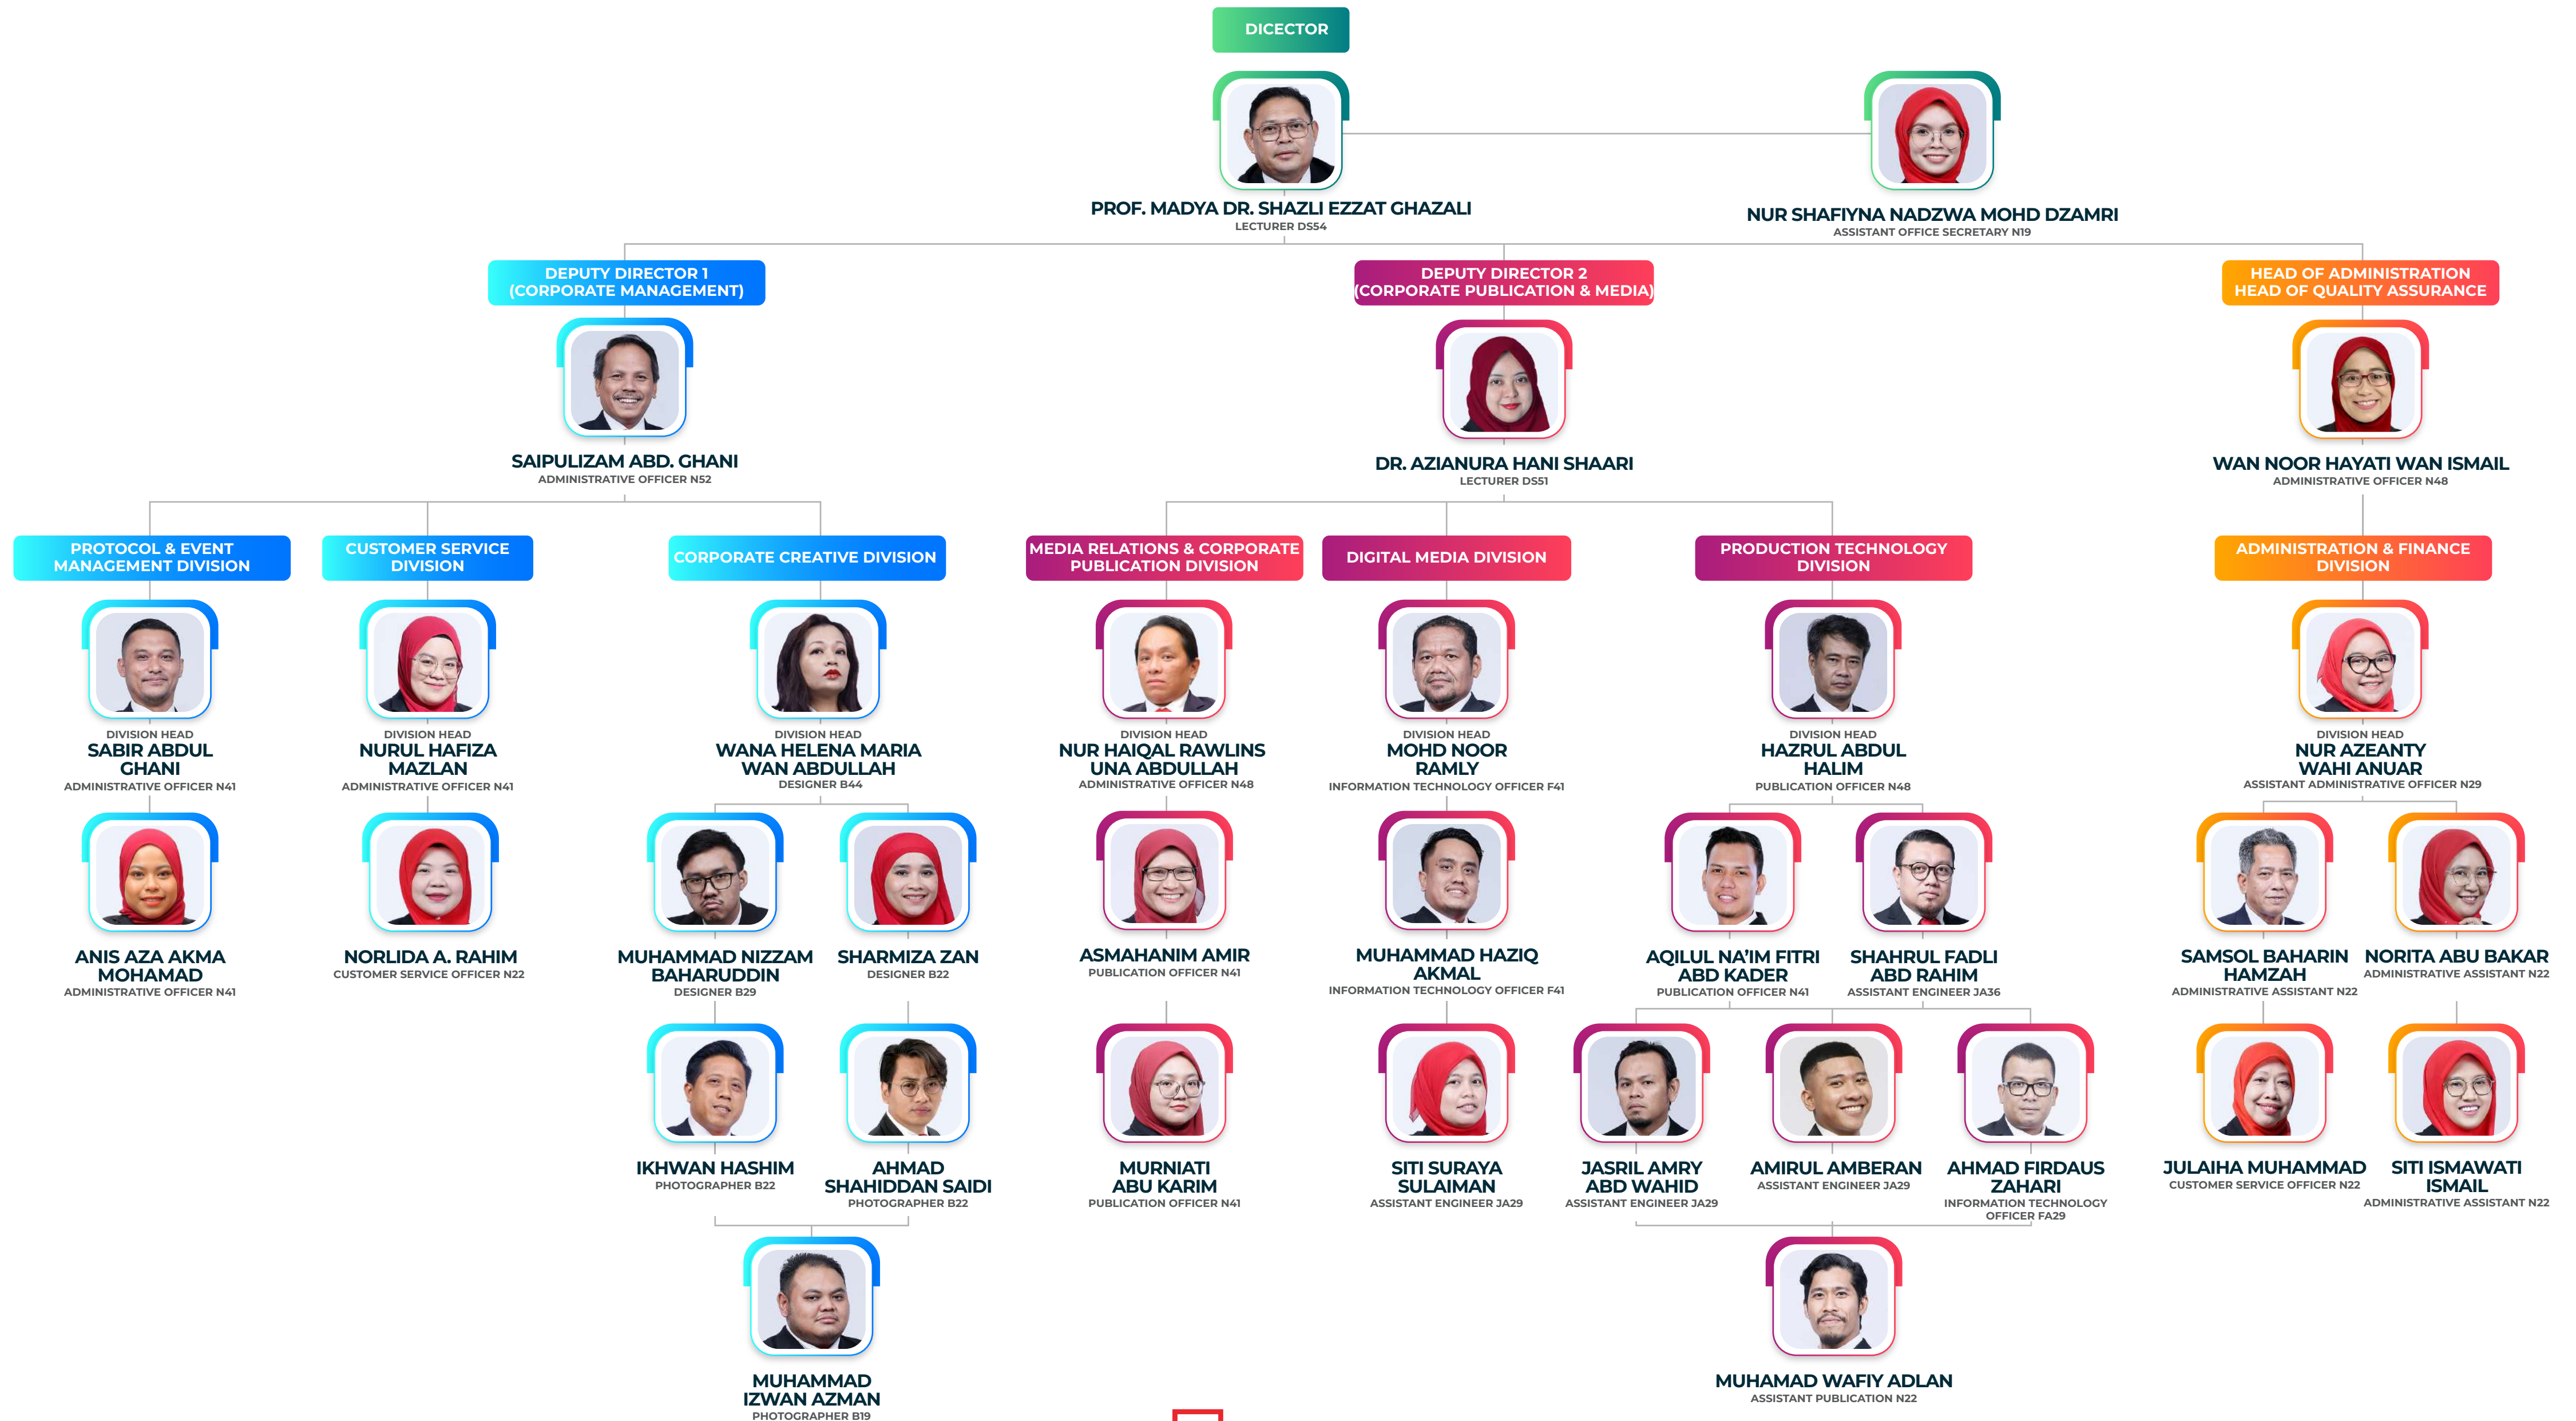 DICECTOR
PROF. MADYA DR. SHAZLI EZZAT GHAZALI
LECTURER DS54
NUR SHAFIYNA NADZWA MOHD DZAMRI
ASSISTANT OFFICE SECRETARY N19
DEPUTY DIRECTOR 1
(CORPORATE MANAGEMENT)
SAIPULIZAM ABD. GHANI
ADMINISTRATIVE OFFICER N52
DEPUTY DIRECTOR 2
(CORPORATE PUBLICATION & MEDIA)
DR. AZIANURA HANI SHAARI
LECTURER DS51
HEAD OF ADMINISTRATION
HEAD OF QUALITY ASSURANCE
WAN NOOR HAYATI WAN ISMAIL
ADMINISTRATIVE OFFICER N48
PROTOCOL & EVENT
MANAGEMENT DIVISION
DIVISION HEAD
SABIR ABDUL
GHANI
ADMINISTRATIVE OFFICER N41
ANIS AZA AKMA
MOHAMAD
ADMINISTRATIVE OFFICER N41
CUSTOMER SERVICE
DIVISION
DIVISION HEAD
NURUL HAFIZA
MAZLAN
ADMINISTRATIVE OFFICER N41
NORLIDA A. RAHIM
CUSTOMER SERVICE OFFICER N22
CORPORATE CREATIVE DIVISION
DIVISION HEAD
WANA HELENA MARIA
WAN ABDULLAH
DESIGNER B44
MUHAMMAD NIZZAM
BAHARUDDIN
DESIGNER B29
SHARMIZA ZAN
DESIGNER B22
IKHWAN HASHIM
PHOTOGRAPHER B22
AHMAD
SHAHIDDAN SAIDI
PHOTOGRAPHER B22
MUHAMMAD
IZWAN AZMAN
PHOTOGRAPHER B19
MEDIA RELATIONS & CORPORATE
PUBLICATION DIVISION
DIVISION HEAD
NUR HAIQAL RAWLINS
UNA ABDULLAH
ADMINISTRATIVE OFFICER N48
ASMAHANIM AMIR
PUBLICATION OFFICER N41
MURNIATI
ABU KARIM
PUBLICATION OFFICER N41
DIGITAL MEDIA DIVISION
DIVISION HEAD
MOHD NOOR
RAMLY
INFORMATION TECHNOLOGY OFFICER F41
MUHAMMAD HAZIQ
AKMAL
INFORMATION TECHNOLOGY OFFICER F41
SITI SURAYA
SULAIMAN
ASSISTANT ENGINEER JA29
PRODUCTION TECHNOLOGY
DIVISION
DIVISION HEAD
HAZRUL ABDUL
HALIM
PUBLICATION OFFICER N48
AQILUL NA’IM FITRI
ABD KADER
PUBLICATION OFFICER N41
SHAHRUL FADLI
ABD RAHIM
ASSISTANT ENGINEER JA36
JASRIL AMRY
ABD WAHID
ASSISTANT ENGINEER JA29
AMIRUL AMBERAN
ASSISTANT ENGINEER JA29
AHMAD FIRDAUS
ZAHARI
INFORMATION TECHNOLOGY
OFFICER FA29
MUHAMAD WAFIY ADLAN
ASSISTANT PUBLICATION N22
ADMINISTRATION & FINANCE
DIVISION
DIVISION HEAD
NUR AZEANTY
WAHI ANUAR
ASSISTANT ADMINISTRATIVE OFFICER N29
SAMSOL BAHARIN
HAMZAH
ADMINISTRATIVE ASSISTANT N22
NORITA ABU BAKAR
ADMINISTRATIVE ASSISTANT N22
JULAIHA MUHAMMAD
CUSTOMER SERVICE OFFICER N22
SITI ISMAWATI
ISMAIL
ADMINISTRATIVE ASSISTANT N22